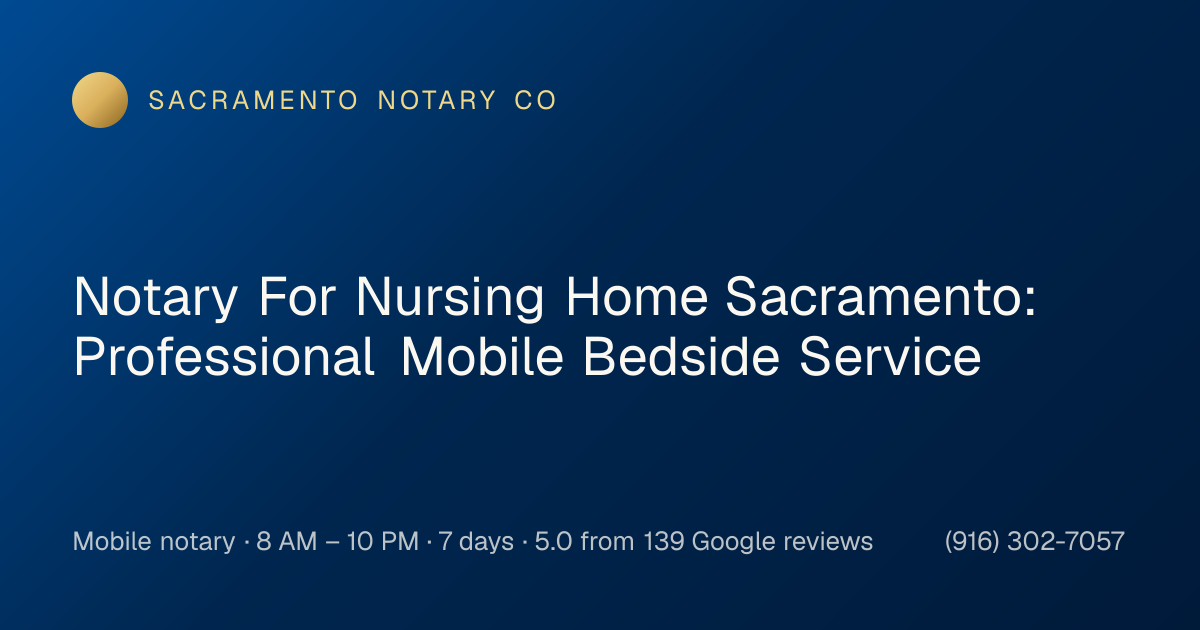 SACRAMENTO NOTARY CO
Notary For Nursing Home Sacramento:
Professional Mobile Bedside Service
Mobile notary · 8 AM – 10 PM · 7 days · 5.0 from 139 Google reviews (916) 302-7057